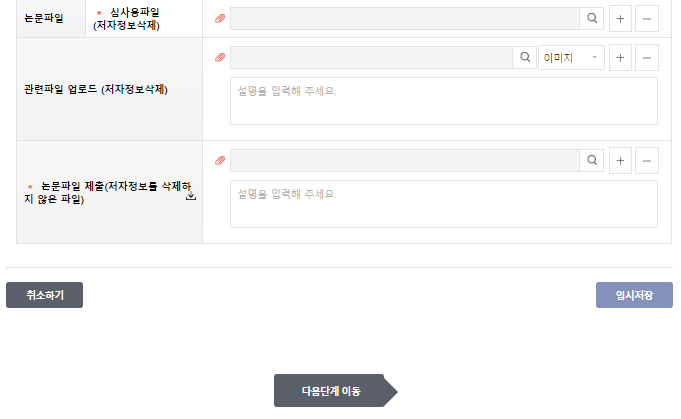 논문파일
* 심사용파일
(저자정보삭제)
관련파일 업로드 (저자정보삭제)
이미지
설명을 입력해 주세요.
* 논문파일 제출(저자정보를 삭제하
지 않은 파일)
설명을 입력해 주세요.
취소하기
임시저장
다음단계 이동